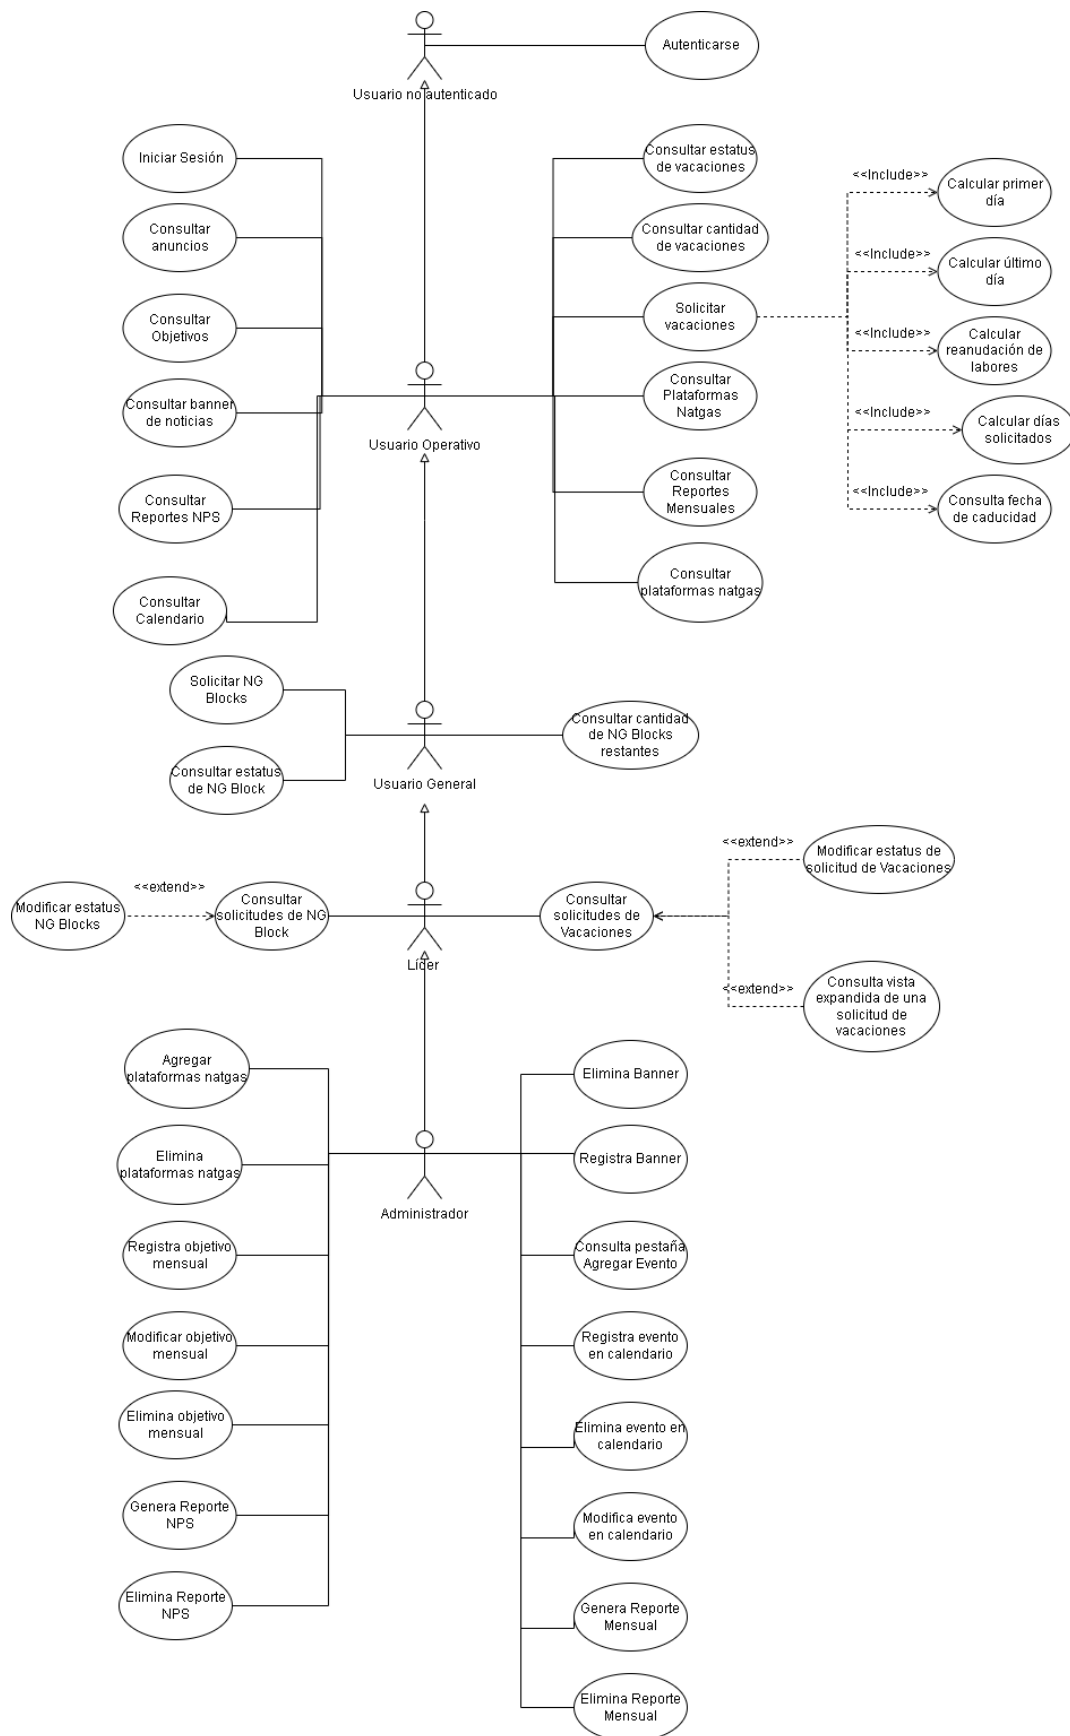 Autenticarse
Usuario no autenticado
Iniciar Sesión
Consultar
anuncios
Consultar
Objetivos
Consultar banner
de noticias
Consultar
Reportes NPS
Consultar
Calendario
Usuario Operativo
Consultar estatus
de vacaciones
Consultar cantidad
de vacaciones
Solicitar
vacaciones
Consultar
Plataformas
Natgas
Consultar
Reportes
Mensuales
Consultar
plataformas natgas
<<Include>>
Calcular primer
día
<<Include>>
Calcular último
día
<<Include>>
Calcular
reanudación de
labores
<<Include>>
Calcular días
solicitados
<<Include>>
Consulta fecha
de caducidad
Solicitar NG
Blocks
Consultar estatus
de NG Block
Usuario General
Consultar cantidad
de NG Blocks
restantes
Modificar estatus
NG Blocks
<<extend>>
Consultar
solicitudes de NG
Block
Líder
Consultar
solicitudes de
Vacaciones
<<extend>>
Modificar estatus de
solicitud de Vacaciones
<<extend>>
Consulta vista
expandida de una
solicitud de
vacaciones
Agregar
plataformas natgas
Elimina
plataformas natgas
Registra objetivo
mensual
Modificar objetivo
mensual
Elimina objetivo
mensual
Genera Reporte
NPS
Elimina Reporte
NPS
Administrador
Elimina Banner
Registra Banner
Consulta pestaña
Agregar Evento
Registra evento
en calendario
Elimina evento en
calendario
Modifica evento
en calendario
Genera Reporte
Mensual
Elimina Reporte
Mensual